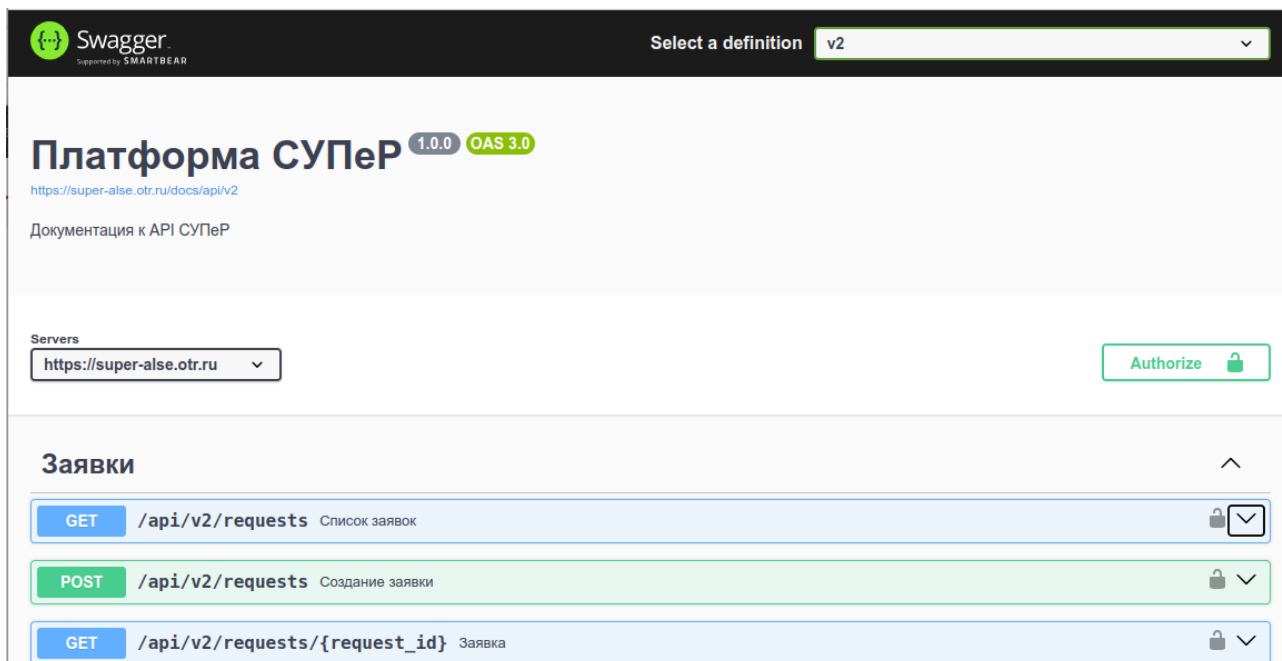 Swagger.
Supported by SMARTBEAR
Select a definition v2
Платформа СУПеР 1.0.0 OAS 3.0
https://super-alse.otr.ru/docs/api/v2
Документация к API СУПеР
Servers
https://super-alse.otr.ru
Authorize
Заявки
GET /api/v2/requests Список заявок
POST /api/v2/requests Создание заявки
GET /api/v2/requests/{request_id} Заявка